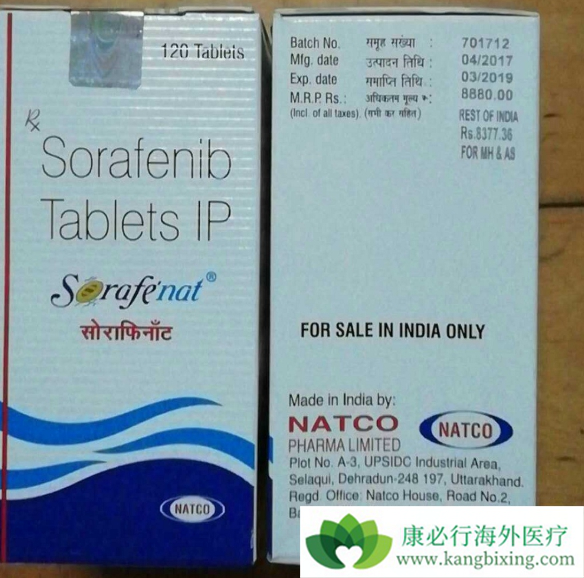 120 Tablets
Rx
Sorafenib
Tablets IP
Sorafénat®
सोराफिनाँट
NATCO
Batch No. समूह संख्या : 701712
Mfg. date उत्पादन तिथि : 04/2017
Exp. date समाप्ति तिथि : 03/2019
M.R.P. Rs.: अधिकतम मूल्य रू: 8880.00
(Incl. of all taxes). (सभी कर सहित)
REST OF INDIA
Rs.8377.36
FOR MH & AS
FOR SALE IN INDIA ONLY
Made in India by:
NATCO
PHARMA LIMITED
NATCO
Plot No. A-3, UPSIDC Industrial Area,
Selaqui, Dehradun-248 197, Uttarakhand.
Regd. Office: Natco House, Road No.2,
康必行海外医疗
www.kangbixing.com